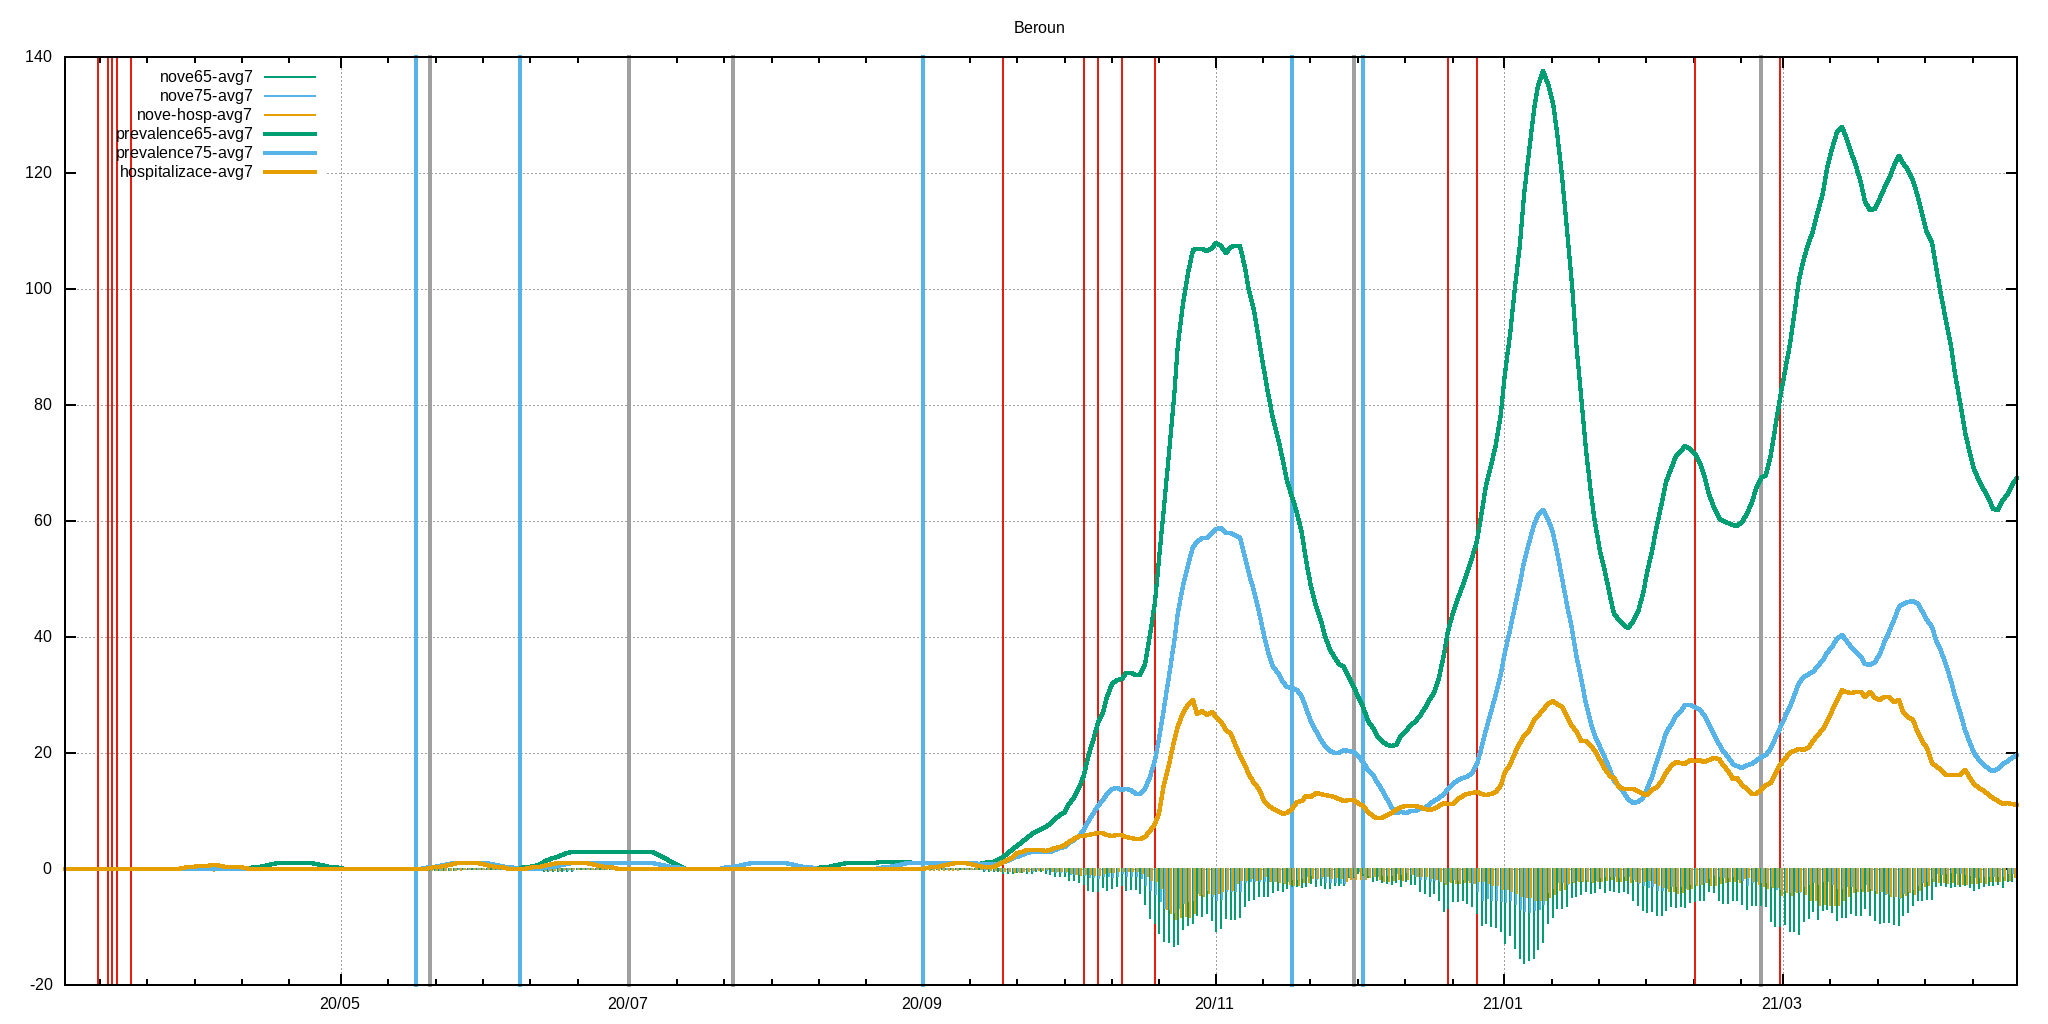 Beroun
140
120
100
80
60
40
20
0
-20
nove65-avg7
nove75-avg7
nove-hosp-avg7
prevalence65-avg7
prevalence75-avg7
hospitalizace-avg7
20/05 20/07 20/09 20/11 21/01 21/03